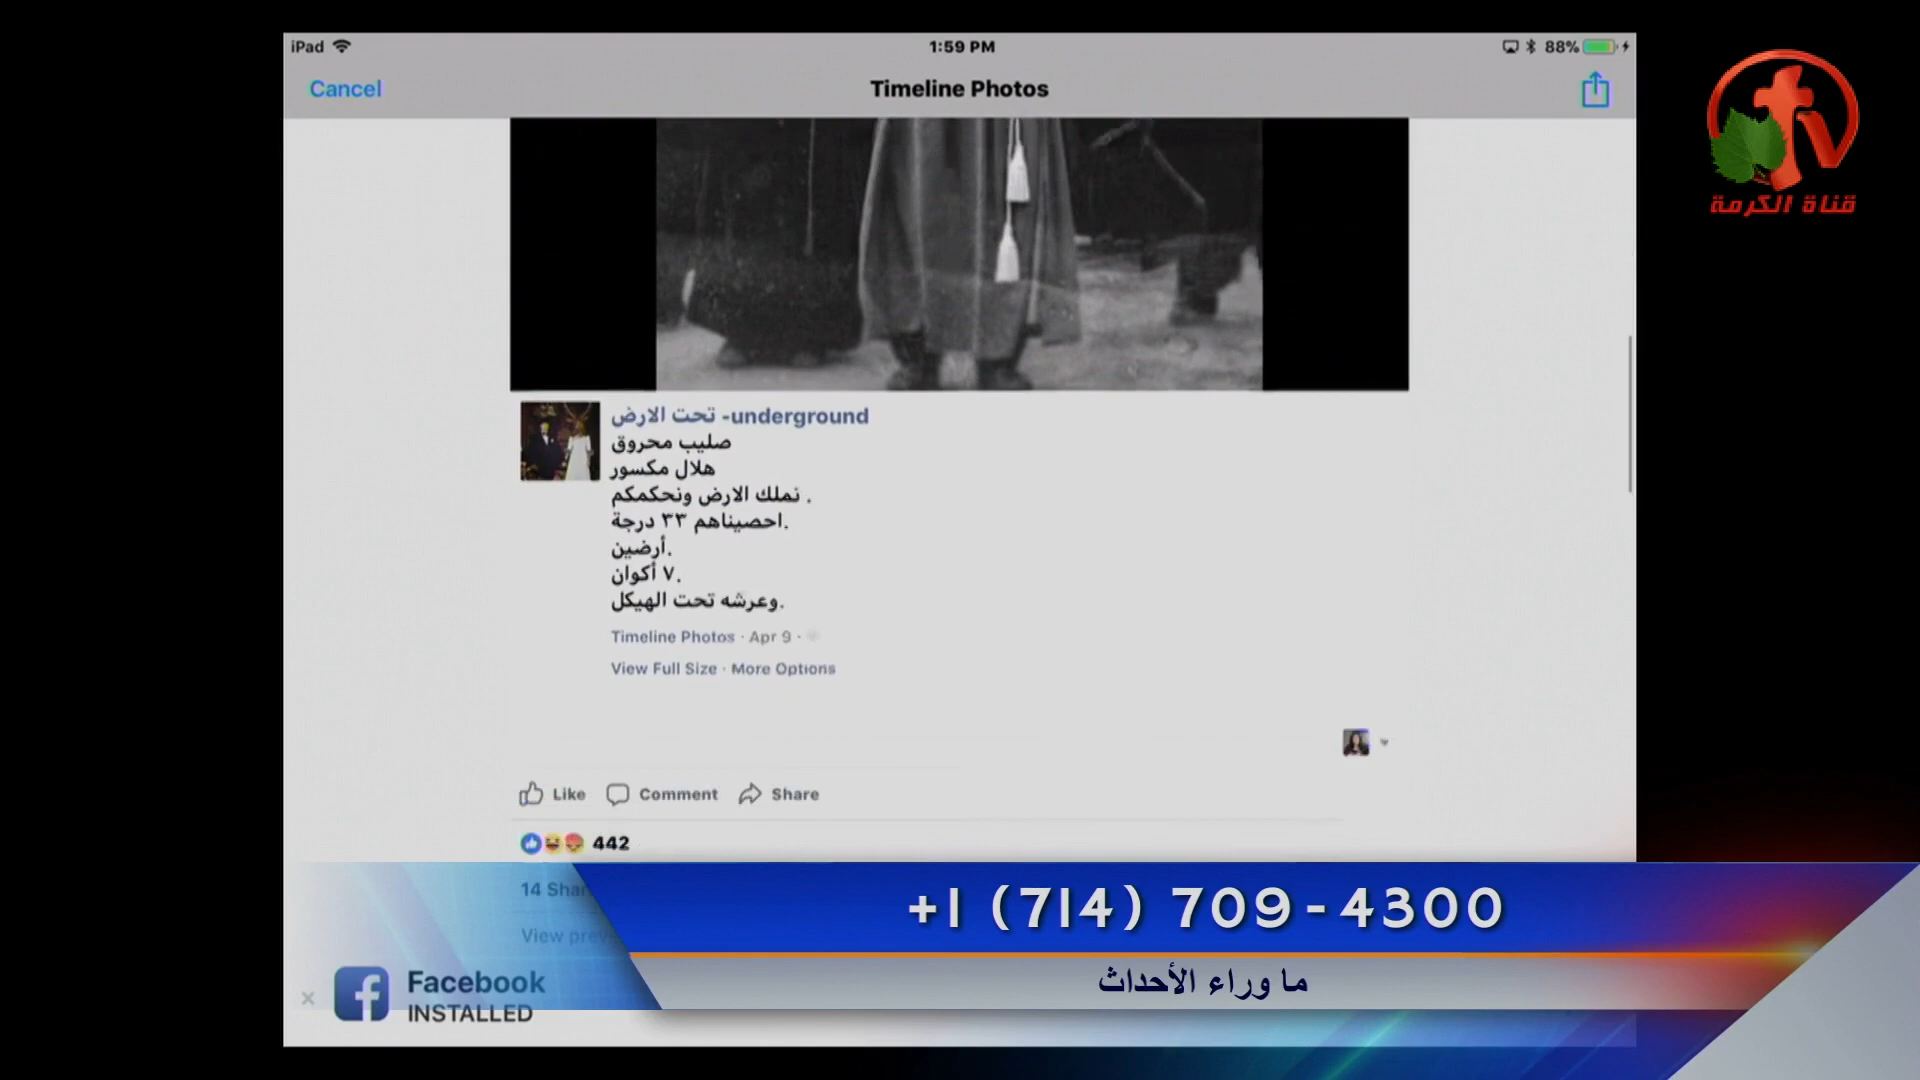 iPad
1:59 PM
88%
Cancel
Timeline Photos
tv
قناة الكرمة
تحت الارض -underground
صليب محروق
هلال مكسور
نملك الارض ونحكمكم .
احصيناهم ٣٣ درجة.
أرضين.
٧ أكوان.
وعرشه تحت الهيكل.
Timeline Photos · Apr 9 ·
View Full Size · More Options
Like Comment Share
442
14
View
+1 (714) 709-4300
ما وراء الأحداث
Facebook
INSTALLED